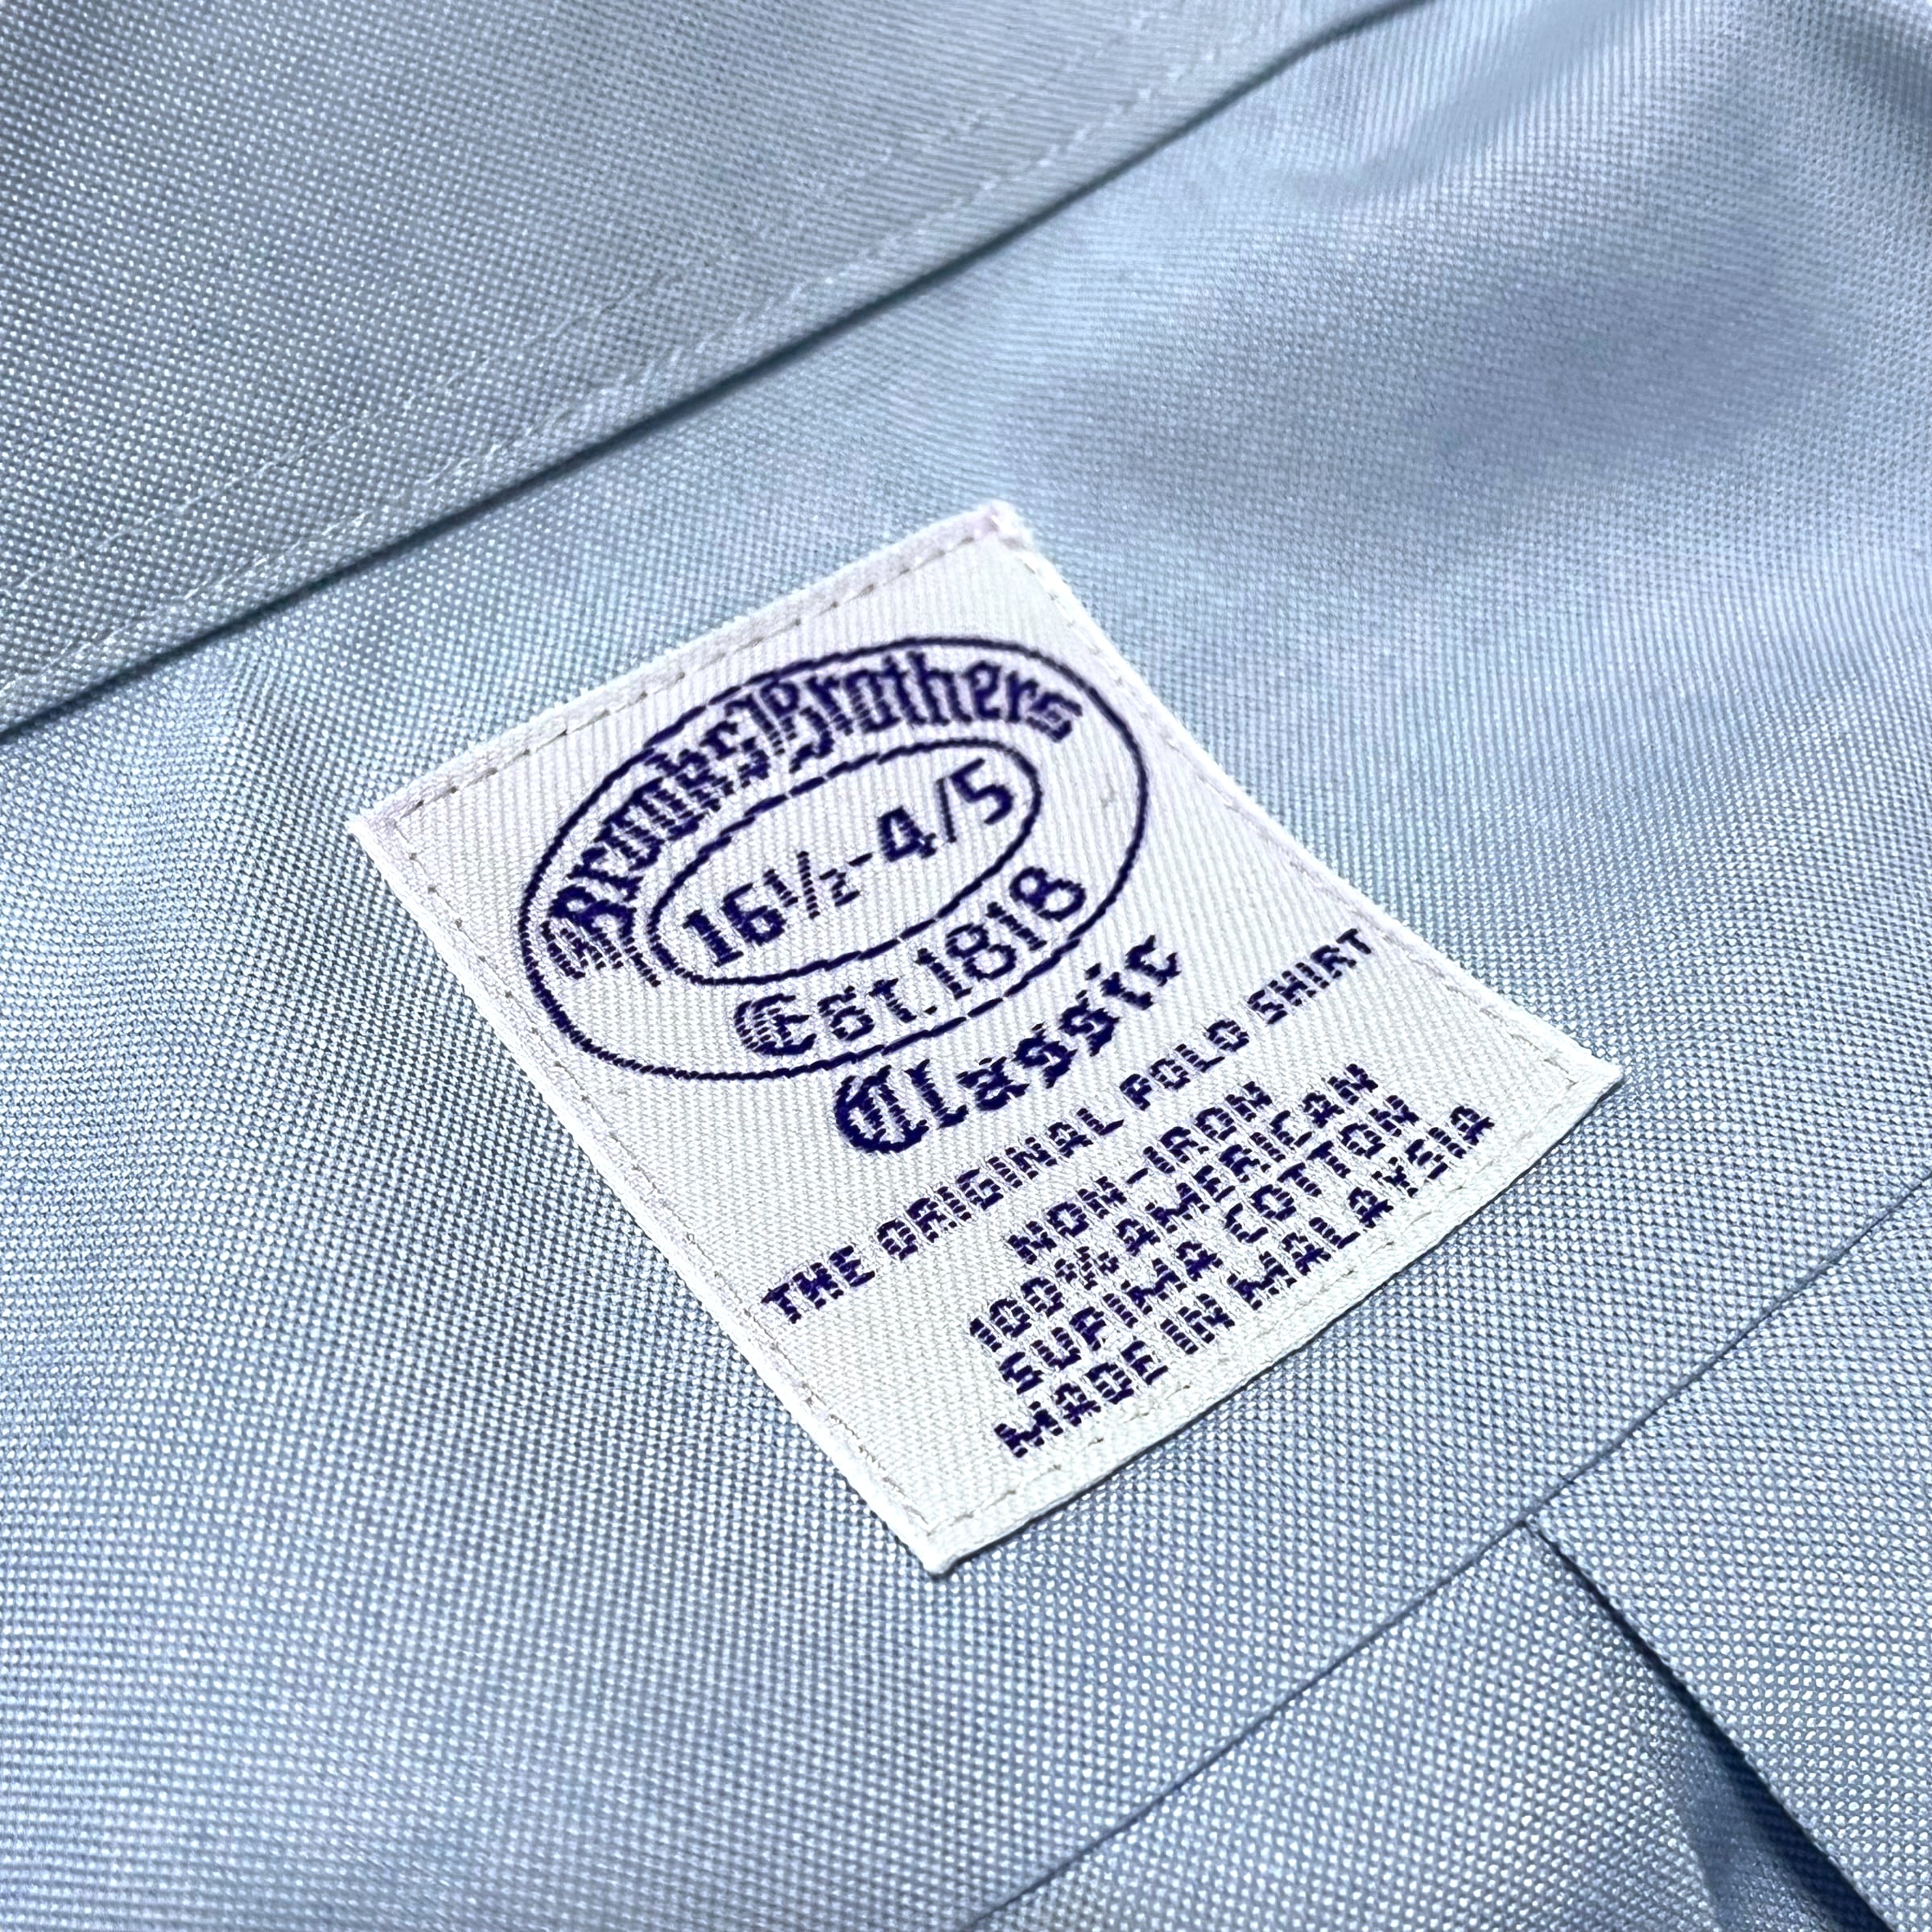 Brooks Brothers
16½-4/5
Est. 1818
Classic
THE ORIGINAL POLO SHIRT
NON-IRON
100% AMERICAN
SUPIMA COTTON
MADE IN MALAYSIA